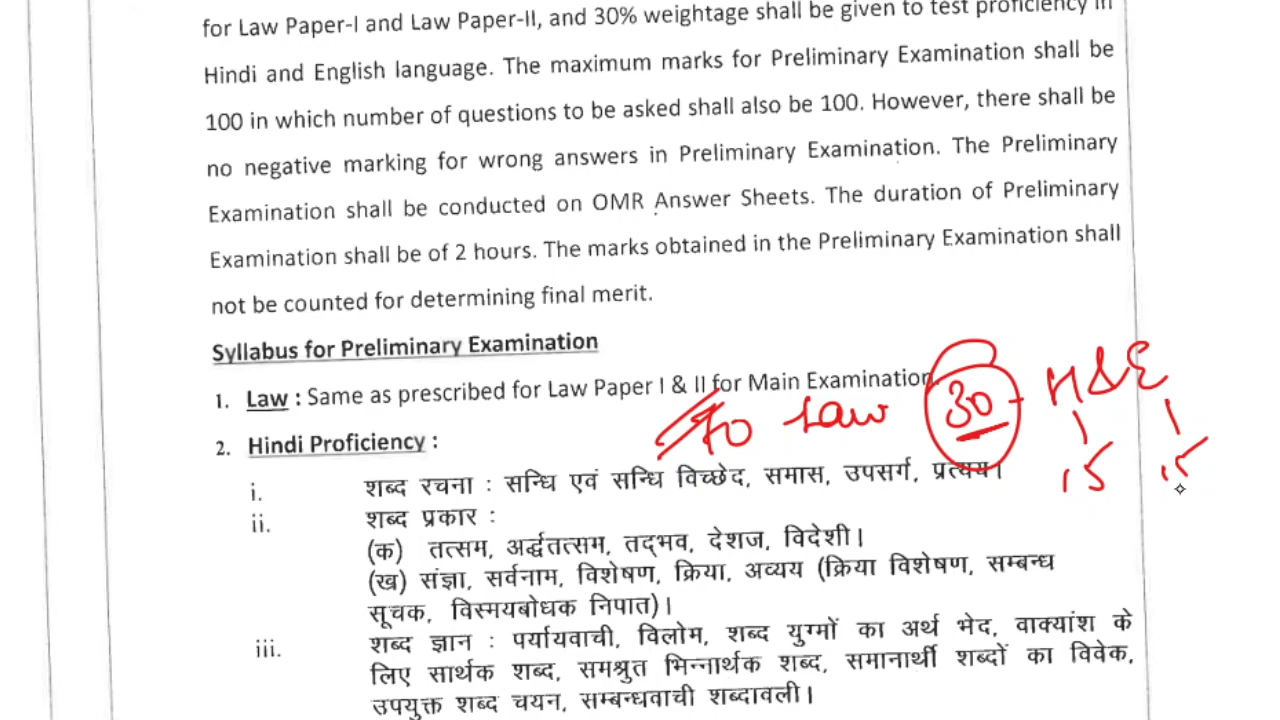 for Law Paper-I and Law Paper-II, and 30% weightage shall be given to test proficiency in
Hindi and English language. The maximum marks for Preliminary Examination shall be
100 in which number of questions to be asked shall also be 100. However, there shall be
no negative marking for wrong answers in Preliminary Examination. The Preliminary
Examination shall be conducted on OMR Answer Sheets. The duration of Preliminary
Examination shall be of 2 hours. The marks obtained in the Preliminary Examination shall
not be counted for determining final merit.
Syllabus for Preliminary Examination
1. Law : Same as prescribed for Law Paper I & II for Main Examination.
70 Law 30 - H & E
15 15
2. Hindi Proficiency :
i. शब्द रचना : सन्धि एवं सन्धि विच्छेद, समास, उपसर्ग, प्रत्यय।
ii. शब्द प्रकार :
(क) तत्सम, अर्द्धतत्सम, तद्भव, देशज, विदेशी।
(ख) संज्ञा, सर्वनाम, विशेषण, क्रिया, अव्यय (क्रिया विशेषण, सम्बन्ध
सूचक, विस्मयबोधक निपात)।
iii. शब्द ज्ञान : पर्यायवाची, विलोम, शब्द युग्मों का अर्थ भेद, वाक्यांश के
लिए सार्थक शब्द, समश्रुत भिन्नार्थक शब्द, समानार्थी शब्दों का विवेक,
उपयुक्त शब्द चयन, सम्बन्धवाची शब्दावली।